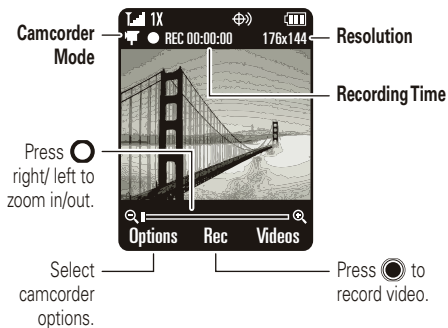 1X
Camcorder Mode
REC 00:00:00
176x144
Resolution
Recording Time
Press
right/ left to
zoom in/out.
Options
Rec
Videos
Select
camcorder
options.
Press to
record video.